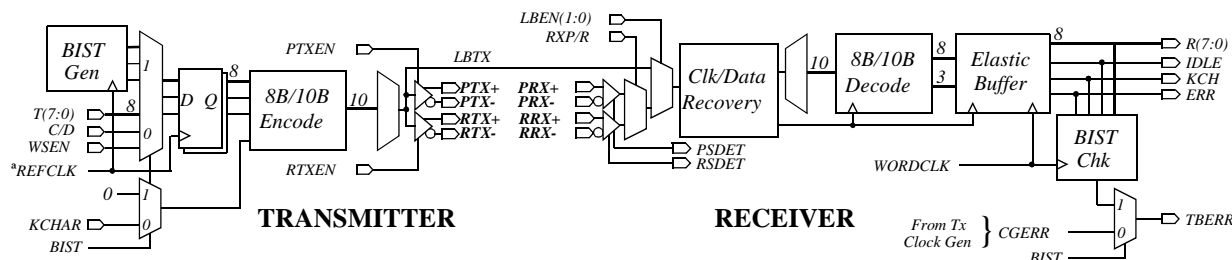 BIST
Gen
1
0
T(7:0)
8
C/D
WSEN
ªREFCLK
D Q
8
8B/10B
Encode
10
0
1
0
KCHAR
BIST
TRANSMITTER
PTXEN
RTXEN
LBTX
PTX+
PTX-
RTX+
RTX-
PRX+
PRX-
RRX+
RRX-
LBEN(1:0)
RXP/R
PSDET
RSDET
Clk/Data
Recovery
10
8B/10B
Decode
8
3
Elastic
Buffer
8
R(7:0)
IDLE
KCH
ERR
WORDCLK
BIST
Chk
RECEIVER
From Tx
Clock Gen
} CGERR
1
0
TBERR
BIST